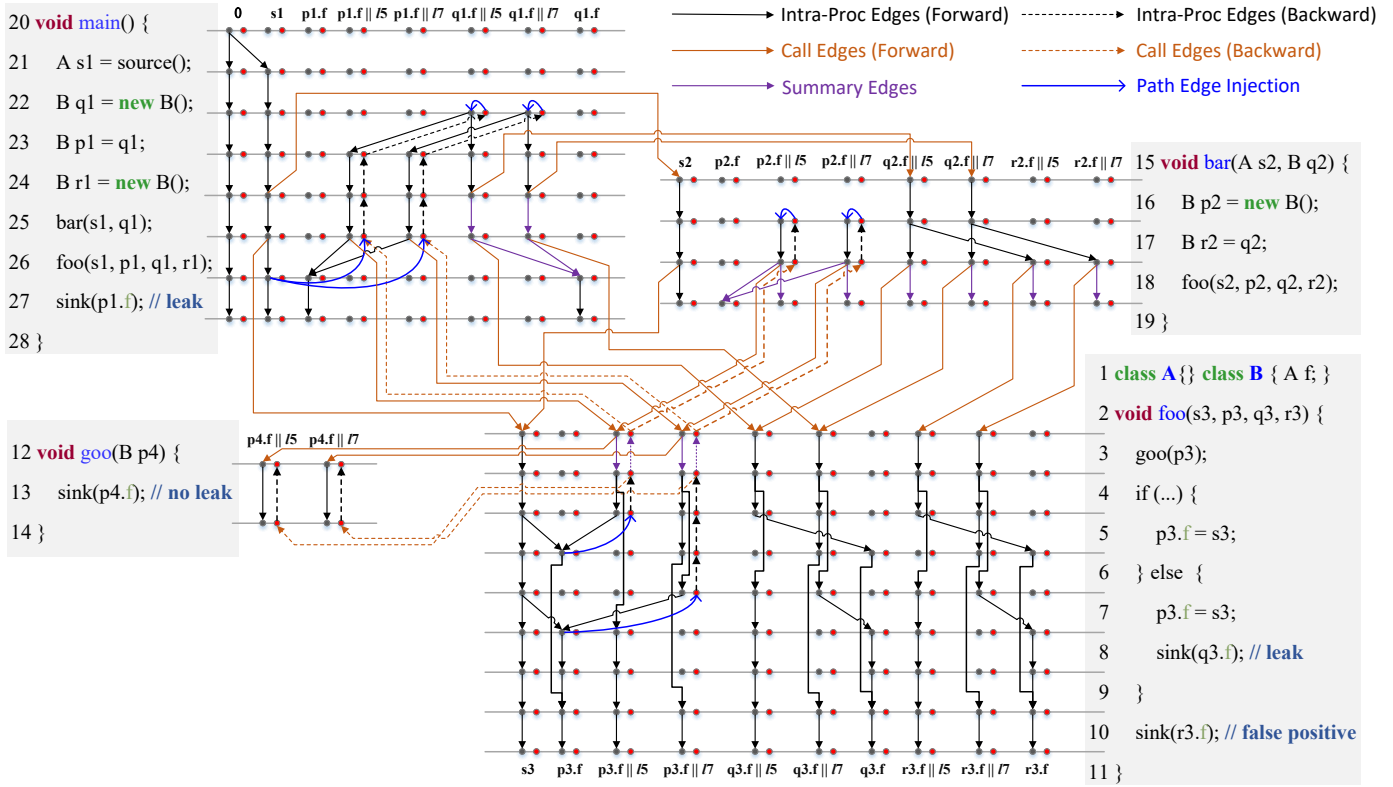 0 s1 p1.f p1.f || l5 p1.f || l7 q1.f || l5 q1.f || l7 q1.f
20 void main() {
21 A s1 = source();
22 B q1 = new B();
23 B p1 = q1;
24 B r1 = new B();
25 bar(s1, q1);
26 foo(s1, p1, q1, r1);
27 sink(p1.f); // leak
28 }
Intra-Proc Edges (Forward)
Intra-Proc Edges (Backward)
Call Edges (Forward)
Call Edges (Backward)
Summary Edges
Path Edge Injection
s2 p2.f p2.f || l5 p2.f || l7 q2.f || l5 q2.f || l7 r2.f || l5 r2.f || l7
15 void bar(A s2, B q2) {
16 B p2 = new B();
17 B r2 = q2;
18 foo(s2, p2, q2, r2);
19 }
1 class A{} class B { A f; }
2 void foo(s3, p3, q3, r3) {
3 goo(p3);
4 if (...) {
5 p3.f = s3;
6 } else {
7 p3.f = s3;
8 sink(q3.f); // leak
9 }
10 sink(r3.f); // false positive
11 }
p4.f || l5 p4.f || l7
12 void goo(B p4) {
13 sink(p4.f); // no leak
14 }
s3 p3.f p3.f || l5 p3.f || l7 q3.f || l5 q3.f || l7 q3.f r3.f || l5 r3.f || l7 r3.f